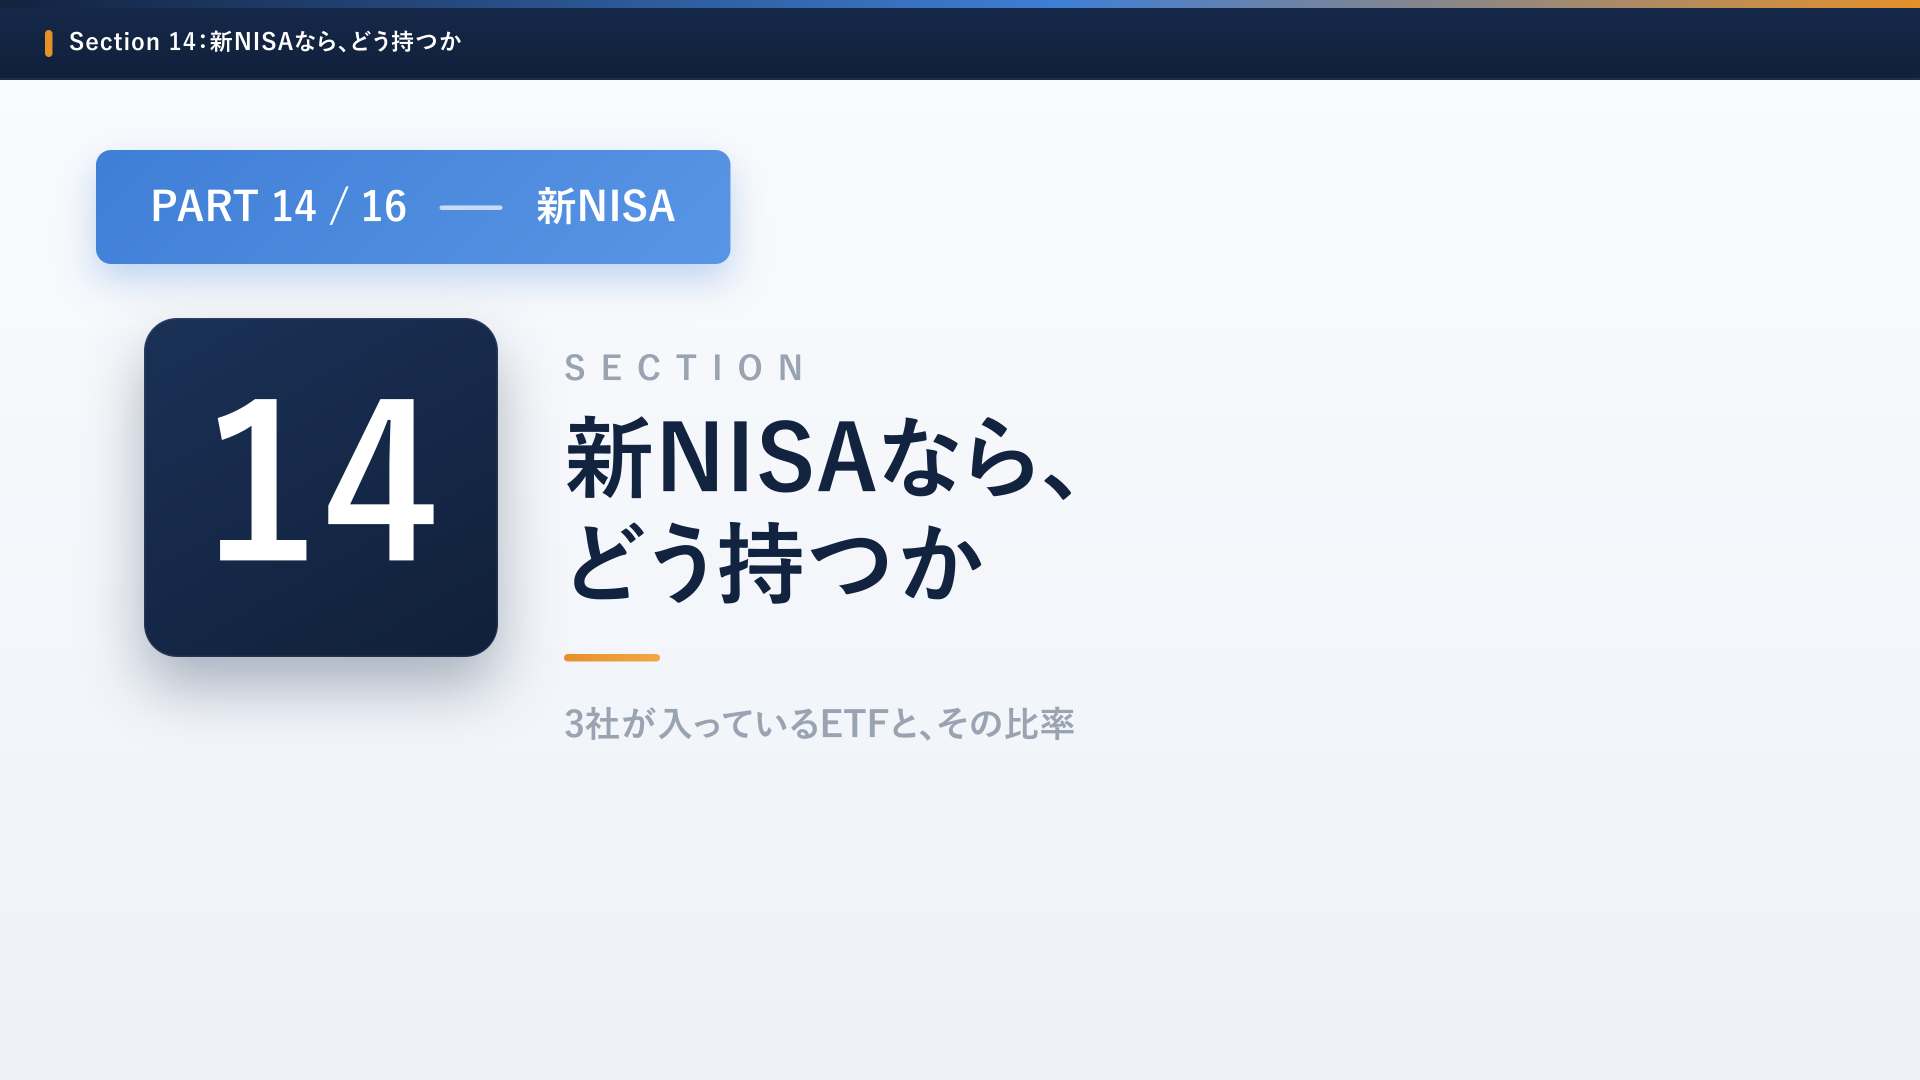 Section 14：新NISAなら、どう持つか
PART 14 / 16 — 新NISA
14
SECTION
新NISAなら、
どう持つか
3社が入っているETFと、その比率